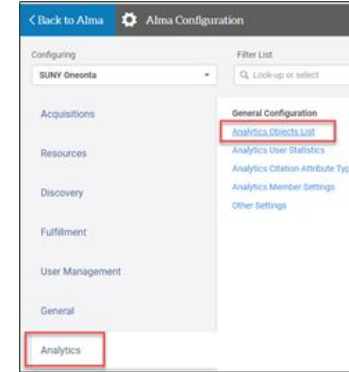 < Back to Alma Alma Configuration
Configuring
SUNY Oneonta
Acquisitions
Resources
Discovery
Fulfillment
User Management
General
Analytics
Filter List
Look-up or select
General Configuration
Analytics Objects List
Analytics User Statistics
Analytics Citation Attribute Typ
Analytics Member Settings
Other Settings